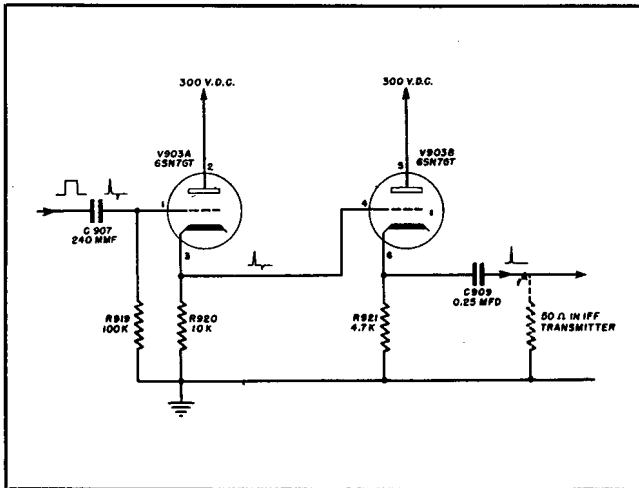 300 V.D.C.
300 V.D.C.
V903A
6SN7GT
V903B
6SN7GT
2
5
1
4
3
6
C 907
240 MMF
C909
0.25 MFD
R919
100K
R920
10K
R921
4.7K
50 Ω IN IFF
TRANSMITTER